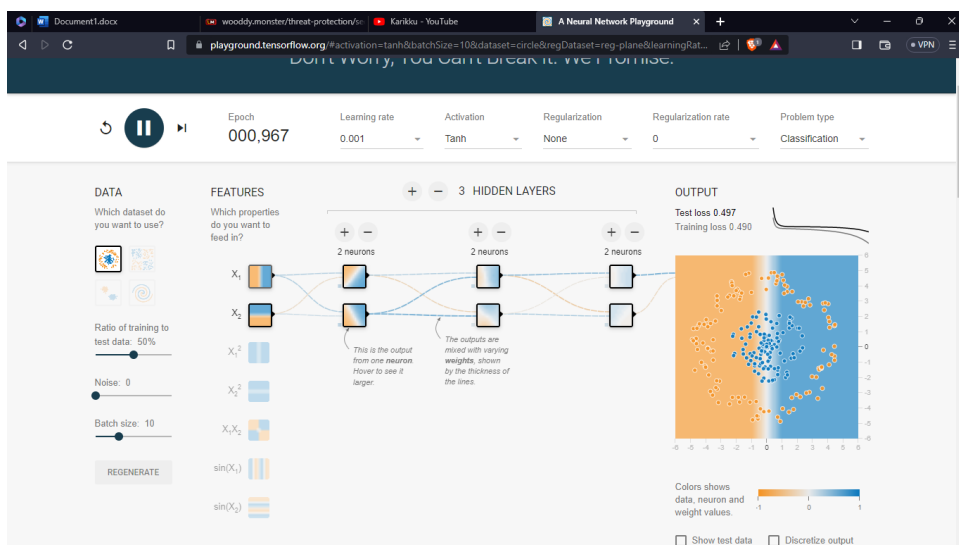 Document1.docx
wooddy.monster/threat-protection/se
Karikku - YouTube
A Neural Network Playground
playground.tensorflow.org/#activation=tanh&batchSize=10&dataset=circle&regDataset=reg-plane&learningRat...
VPN
Don't Worry, You Can't Break It. We Promise.
Epoch
000,967
Learning rate
0.001
Activation
Tanh
Regularization
None
Regularization rate
0
Problem type
Classification
DATA
Which dataset do
you want to use?
Ratio of training to
test data: 50%
Noise: 0
Batch size: 10
REGENERATE
FEATURES
Which properties
do you want to
feed in?
X₁
X₂
X₁²
X₂²
X₁X₂
sin(X₁)
sin(X₂)
+ − 3 HIDDEN LAYERS
+ −
2 neurons
+ −
2 neurons
+ −
2 neurons
This is the output
from one neuron.
Hover to see it
larger.
The outputs are
mixed with varying
weights, shown
by the thickness of
the lines.
OUTPUT
Test loss 0.497
Training loss 0.490
6
5
4
3
2
1
0
-1
-2
-3
-4
-5
-6
-6 -5 -4 -3 -2 -1 0 1 2 3 4 5 6
Colors shows
data, neuron and
weight values.
-1 0 1
Show test data
Discretize output